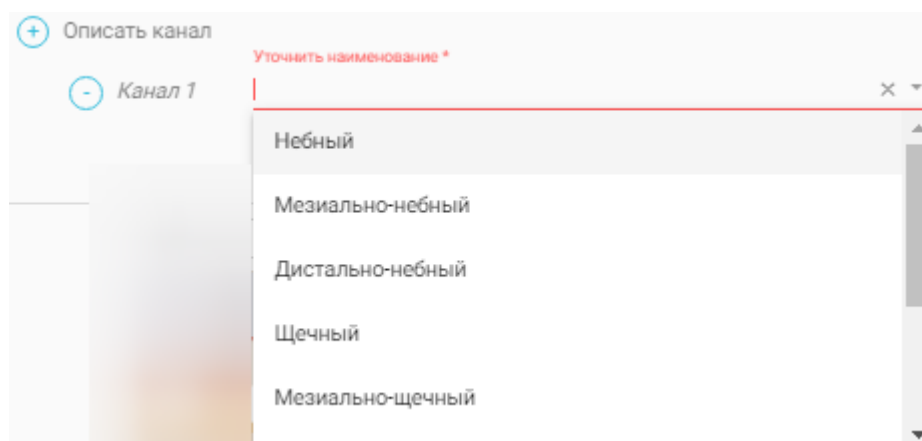 + Описать канал
Уточнить наименование *
- Канал 1
Небный
Мезиально-небный
Дистально-небный
Щечный
Мезиально-щечный